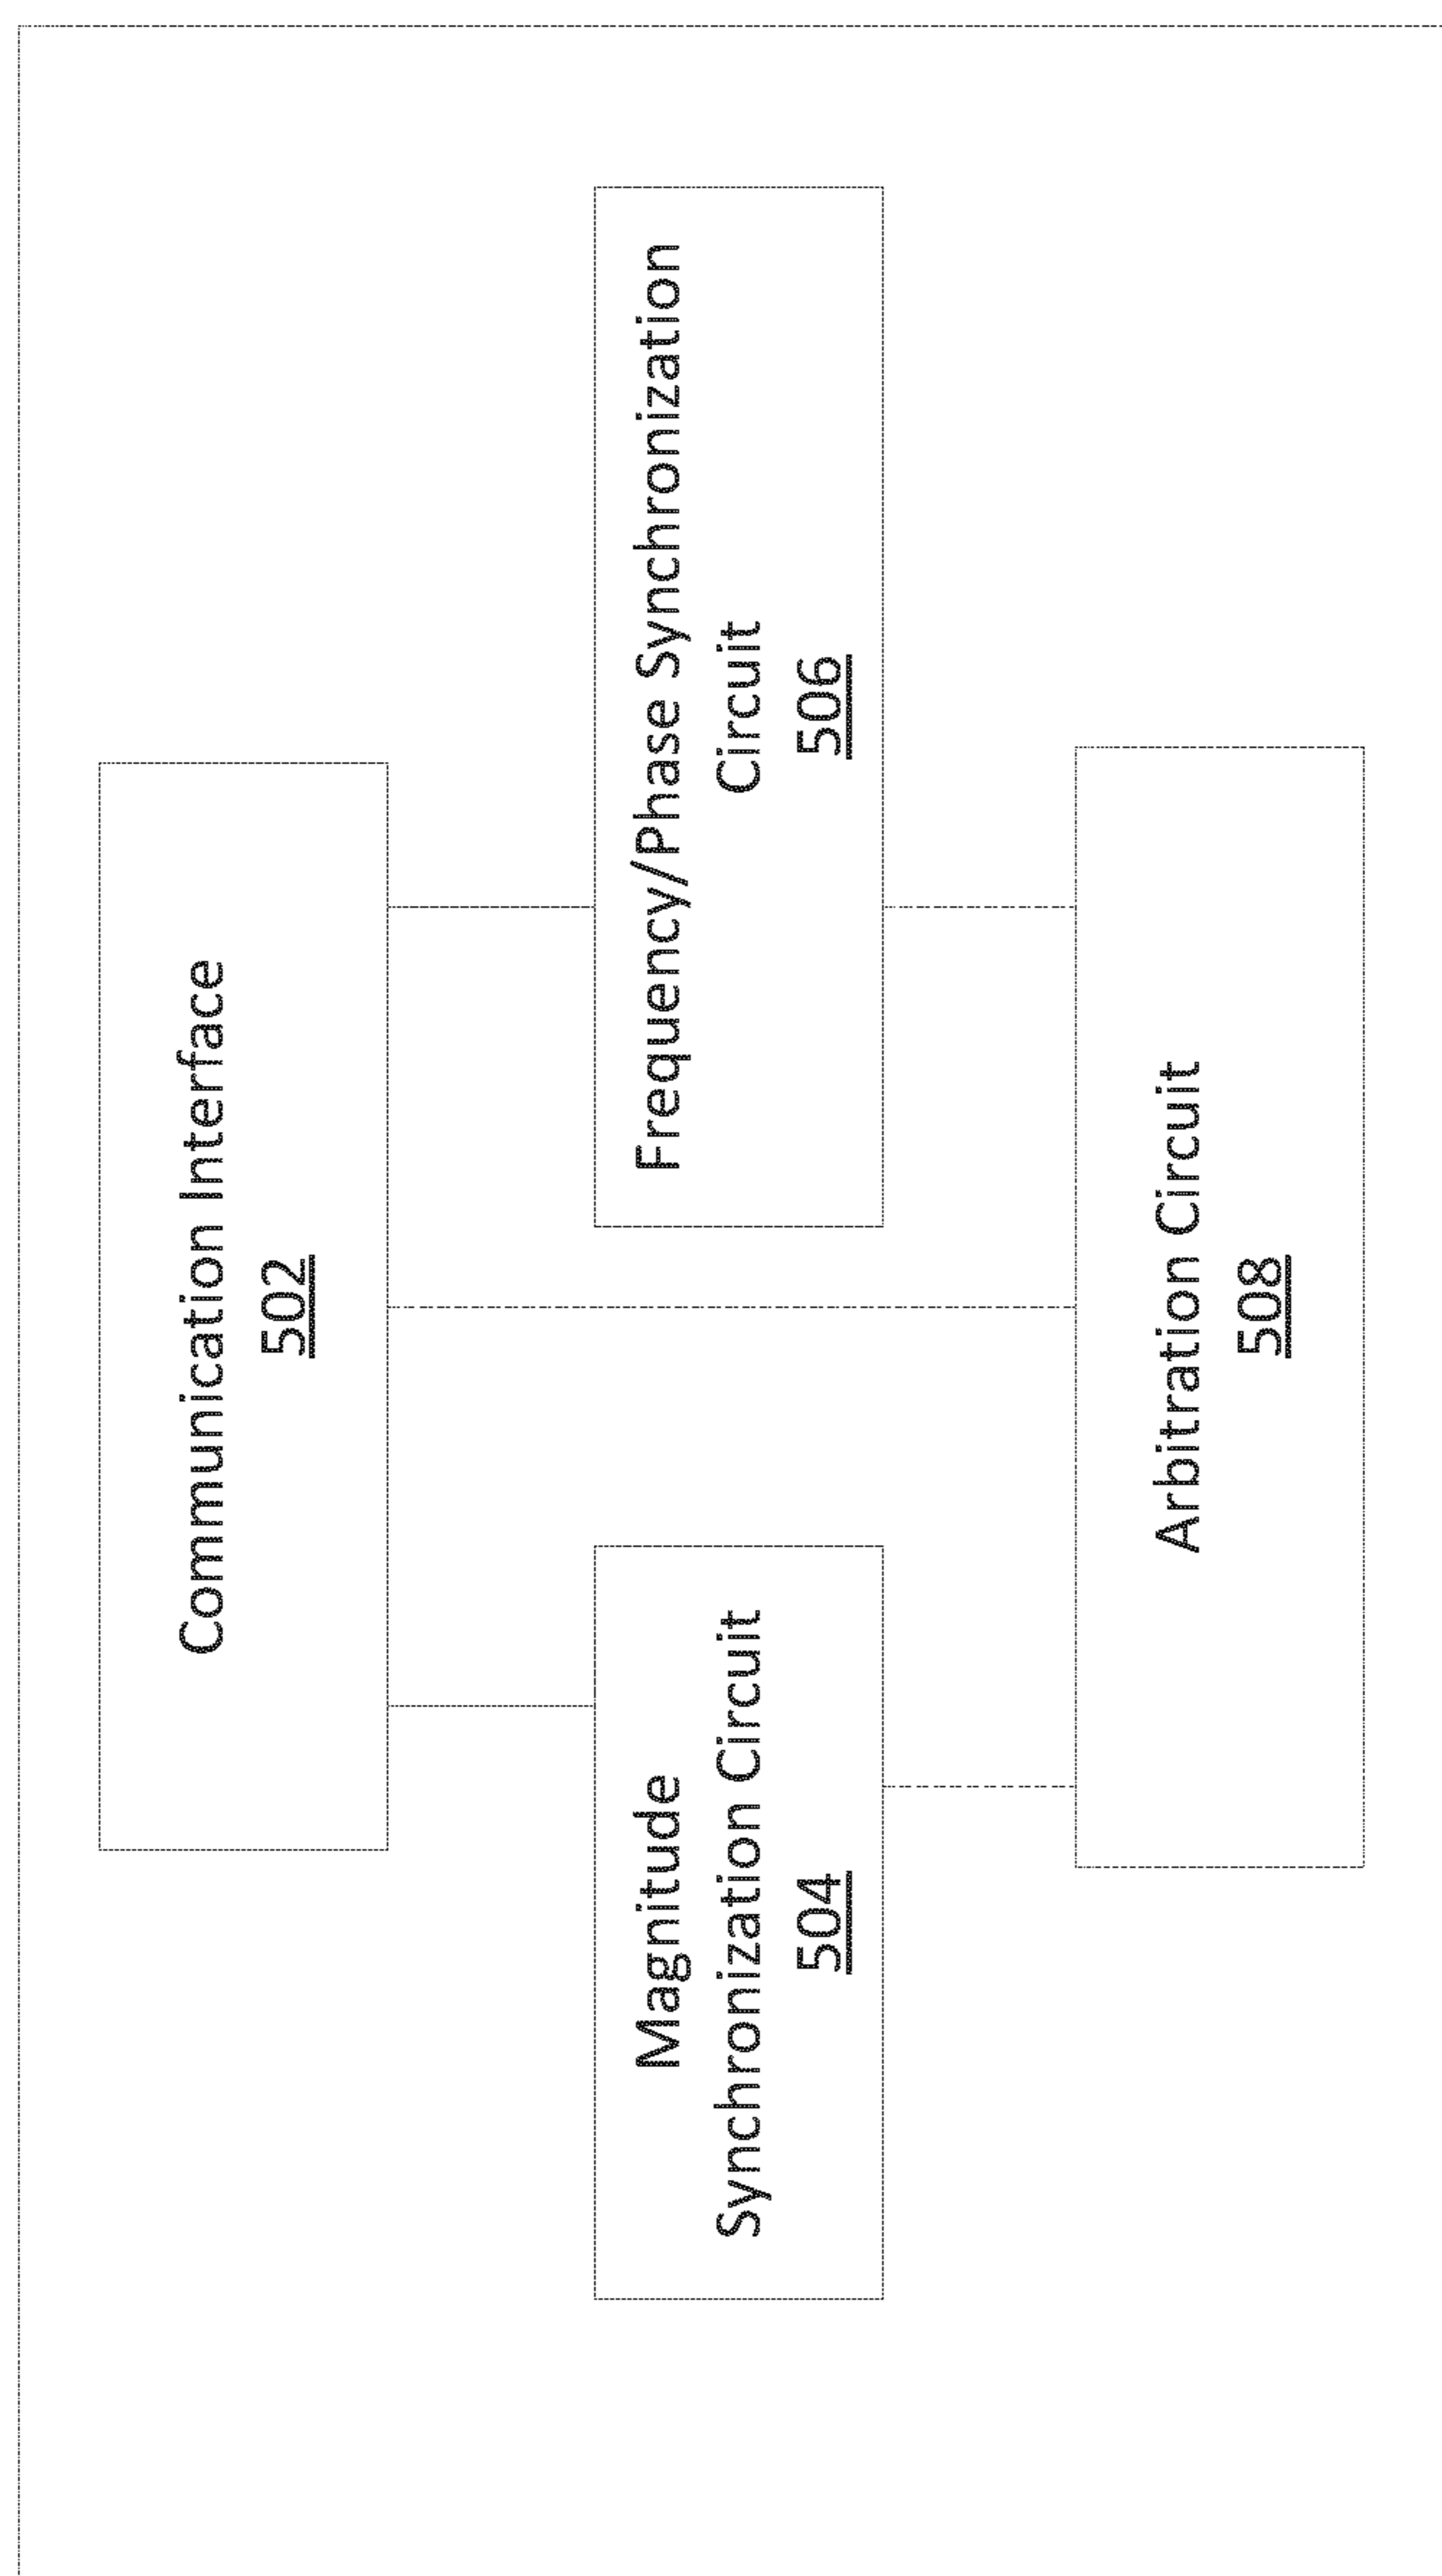 Communication Interface
502
Magnitude
Synchronization Circuit
504
Frequency/Phase Synchronization
Circuit
506
Arbitration Circuit
508